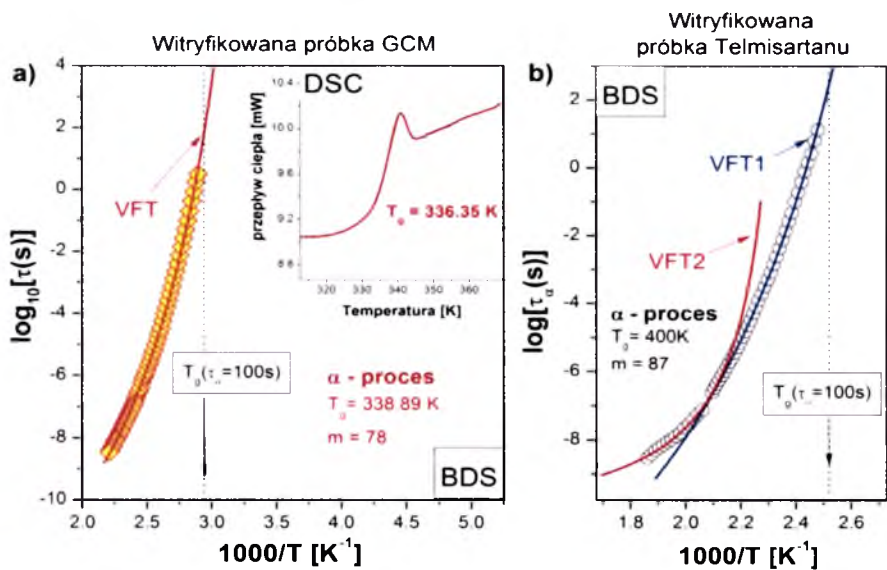 Witryfikowana próbka GCM
a)
4
2
0
-2
-4
-6
-8
-10
log₁₀[τ(s)]
2.0 2.5 3.0 3.5 4.0 4.5 5.0
1000/T [K⁻¹]
VFT
DSC
10.4
10.0
9.6
9.2
8.8
przepływ ciepła [mW]
T_g = 336.35 K
320 330 340 350 360
Temperatura [K]
T_g(τ_α=100s)
α - proces
T_g = 338.89 K
m = 78
BDS
Witryfikowana
próbka Telmisartanu
b)
BDS
2
0
-2
-4
-6
-8
log[τ_α(s)]
VFT1
VFT2
α - proces
T_g = 400K
m = 87
T_g(τ_α=100s)
1.8 2.0 2.2 2.4 2.6
1000/T [K⁻¹]